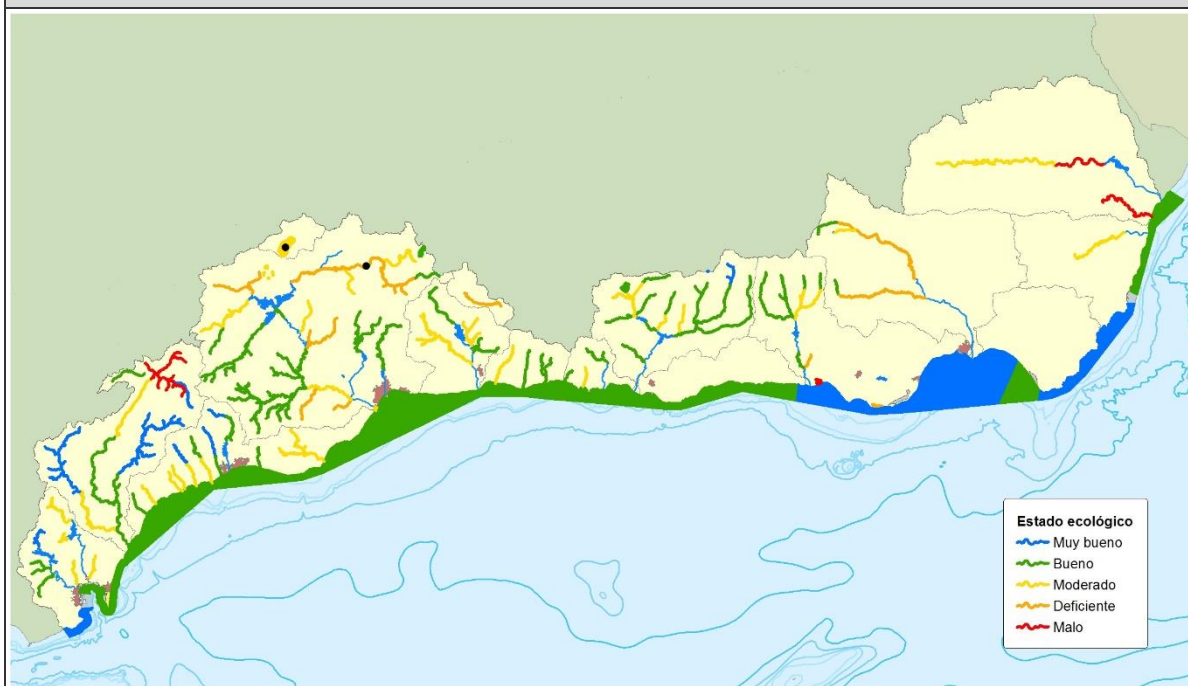 Estado ecológico
Muy bueno
Bueno
Moderado
Deficiente
Malo